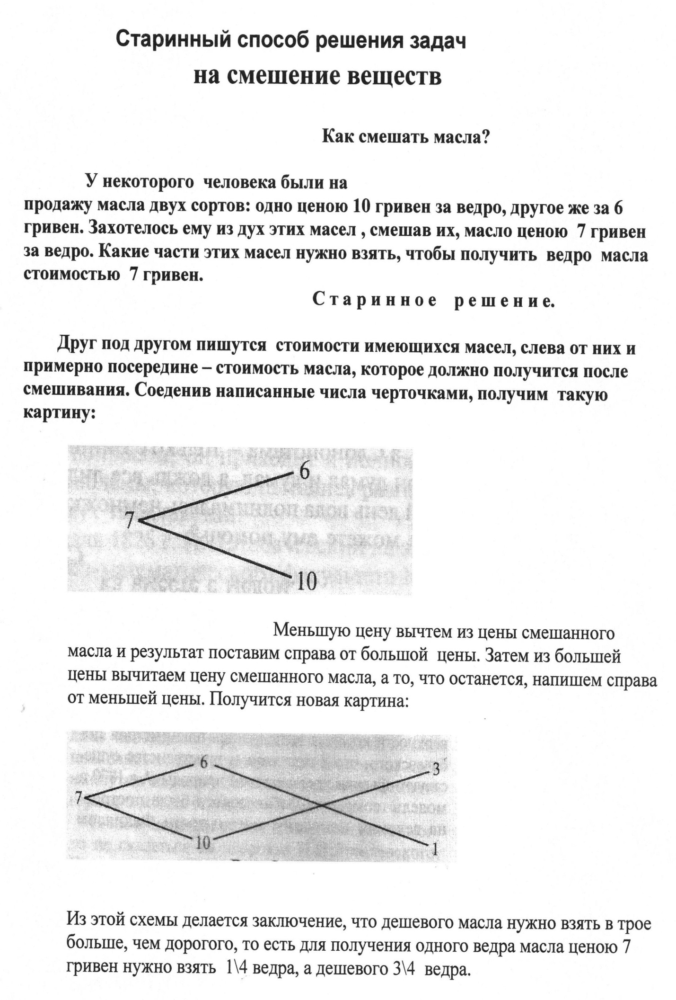 Старинный способ решения задач
на смешение веществ
Как смешать масла?
У некоторого человека были на
продажу масла двух сортов: одно ценою 10 гривен за ведро, другое же за 6
гривен. Захотелось ему из дух этих масел , смешав их, масло ценою 7 гривен
за ведро. Какие части этих масел нужно взять, чтобы получить ведро масла
стоимостью 7 гривен.
С т а р и н н о е р е ш е н и е.
Друг под другом пишутся стоимости имеющихся масел, слева от них и
примерно посередине – стоимость масла, которое должно получится после
смешивания. Соеденив написанные числа черточками, получим такую
картину:
6
7
10
Меньшую цену вычтем из цены смешанного
масла и результат поставим справа от большой цены. Затем из большей
цены вычитаем цену смешанного масла, а то, что останется, напишем справа
от меньшей цены. Получится новая картина:
6 3
7
10 1
Из этой схемы делается заключение, что дешевого масла нужно взять в трое
больше, чем дорогого, то есть для получения одного ведра масла ценою 7
гривен нужно взять 1\4 ведра, а дешевого 3\4 ведра.